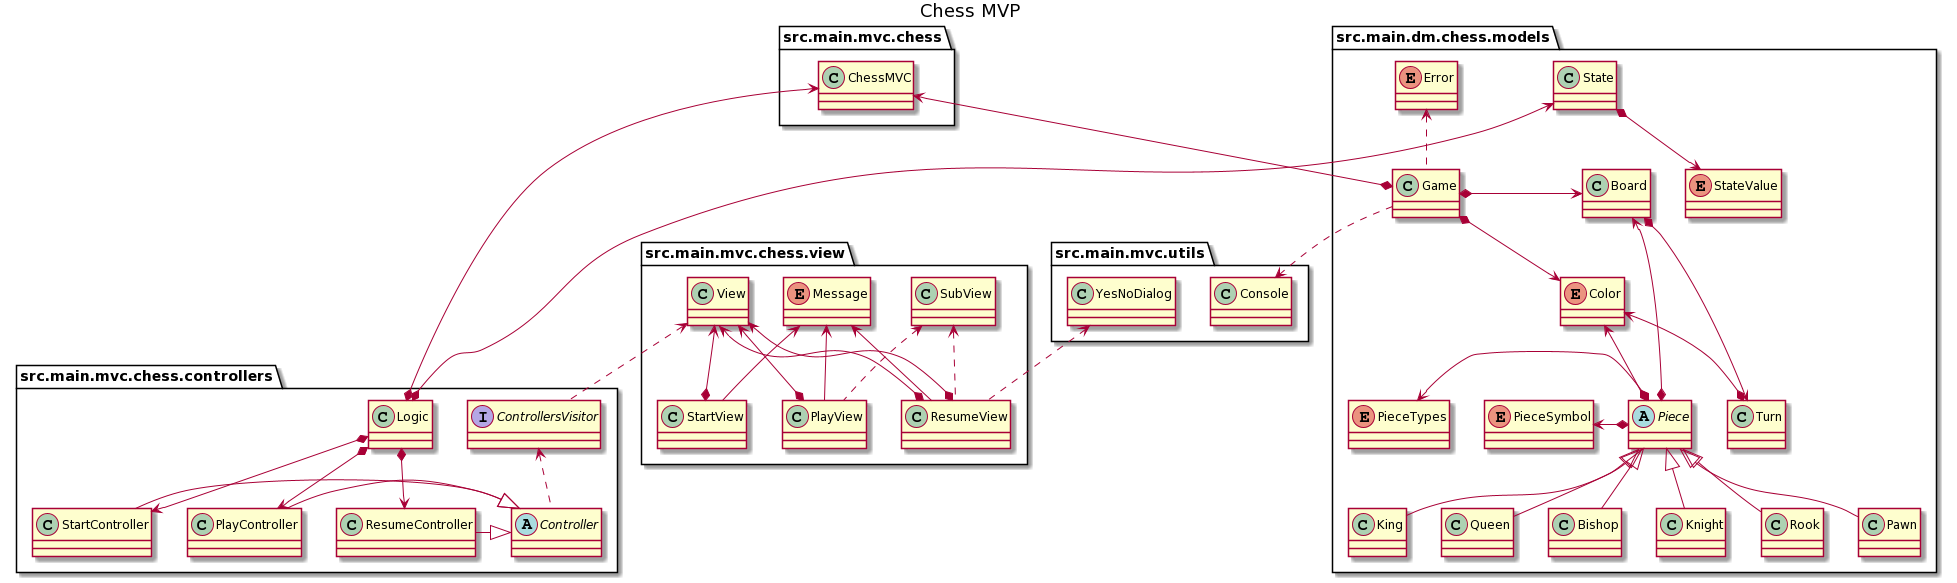 Chess MVP
src.main.mvc.chess
C ChessMVC
src.main.dm.chess.models
E Error
C State
C Game
C Board
E StateValue
E Color
E PieceTypes
E PieceSymbol
A Piece
C Turn
C King
C Queen
C Bishop
C Knight
C Rook
C Pawn
src.main.mvc.chess.view
C View
E Message
C SubView
C StartView
C PlayView
C ResumeView
src.main.mvc.utils
C YesNoDialog
C Console
src.main.mvc.chess.controllers
C Logic
I ControllersVisitor
C StartController
C PlayController
C ResumeController
A Controller